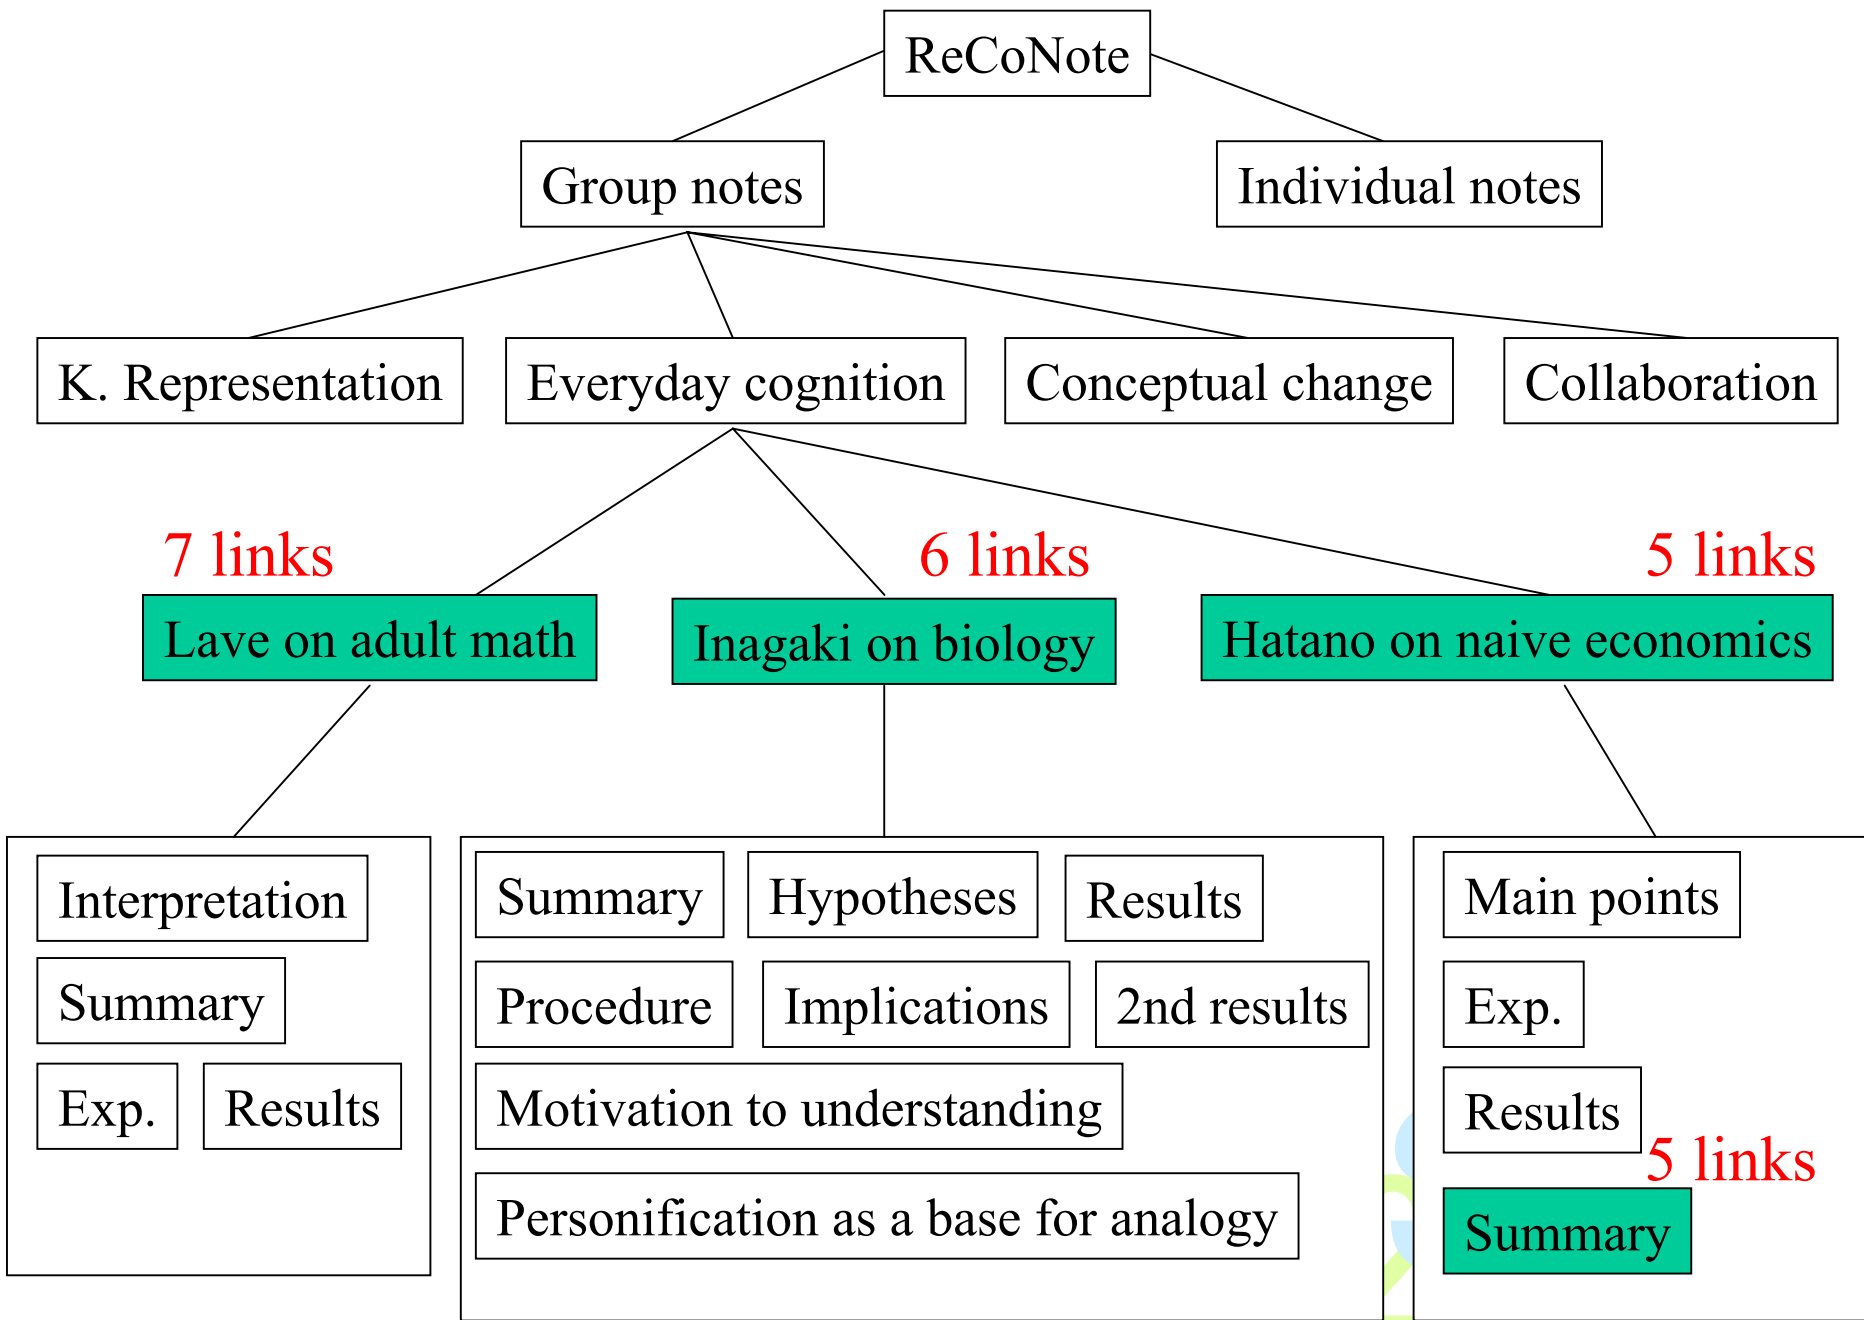 ReCoNote
Group notes
Individual notes
K. Representation
Everyday cognition
Conceptual change
Collaboration
7 links
6 links
5 links
Lave on adult math
Inagaki on biology
Hatano on naive economics
Interpretation
Summary
Exp.
Results
Summary
Hypotheses
Results
Procedure
Implications
2nd results
Motivation to understanding
Personification as a base for analogy
Main points
Exp.
Results
5 links
Summary